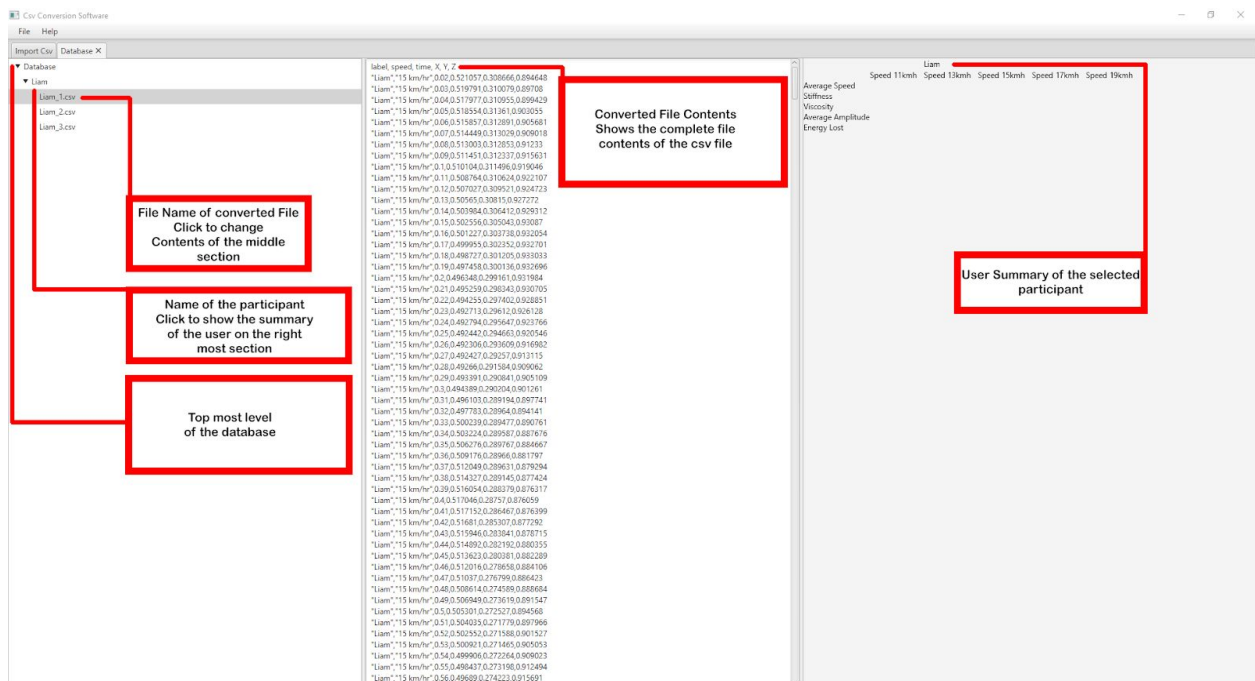 Csv Conversion Software
File Help
Import Csv Database X
Database
Liam
Liam_1.csv
Liam_2.csv
Liam_3.csv
File Name of converted File
Click to change
Contents of the middle
section
Name of the participant
Click to show the summary
of the user on the right
most section
Top most level
of the database
label, speed, time, X, Y, Z
"Liam","15 km/hr",0.02,0.521057,0.308666,0.894648
"Liam","15 km/hr",0.03,0.519791,0.310079,0.89708
"Liam","15 km/hr",0.04,0.517977,0.310955,0.899429
"Liam","15 km/hr",0.05,0.518554,0.31361,0.903055
"Liam","15 km/hr",0.06,0.515857,0.312891,0.905681
"Liam","15 km/hr",0.07,0.514449,0.313029,0.909018
"Liam","15 km/hr",0.08,0.513003,0.312853,0.91233
"Liam","15 km/hr",0.09,0.511451,0.312337,0.915631
"Liam","15 km/hr",0.1,0.510104,0.311496,0.919046
"Liam","15 km/hr",0.11,0.508764,0.310624,0.922107
"Liam","15 km/hr",0.12,0.507027,0.309521,0.924723
"Liam","15 km/hr",0.13,0.50565,0.30815,0.927272
"Liam","15 km/hr",0.14,0.503984,0.306412,0.929312
"Liam","15 km/hr",0.15,0.502556,0.305043,0.93087
"Liam","15 km/hr",0.16,0.501227,0.303738,0.932054
"Liam","15 km/hr",0.17,0.499955,0.302352,0.932701
"Liam","15 km/hr",0.18,0.498727,0.301205,0.933033
"Liam","15 km/hr",0.19,0.497458,0.300136,0.932696
"Liam","15 km/hr",0.2,0.496348,0.299161,0.931984
"Liam","15 km/hr",0.21,0.495259,0.298343,0.930705
"Liam","15 km/hr",0.22,0.494255,0.297402,0.928851
"Liam","15 km/hr",0.23,0.492713,0.29612,0.926128
"Liam","15 km/hr",0.24,0.492794,0.295647,0.923766
"Liam","15 km/hr",0.25,0.492442,0.294663,0.920546
"Liam","15 km/hr",0.26,0.492306,0.293609,0.916982
"Liam","15 km/hr",0.27,0.492427,0.29257,0.913115
"Liam","15 km/hr",0.28,0.49266,0.291584,0.909062
"Liam","15 km/hr",0.29,0.493391,0.290841,0.905109
"Liam","15 km/hr",0.3,0.494389,0.290204,0.901261
"Liam","15 km/hr",0.31,0.496103,0.289194,0.897741
"Liam","15 km/hr",0.32,0.497783,0.28964,0.894141
"Liam","15 km/hr",0.33,0.500239,0.289477,0.890761
"Liam","15 km/hr",0.34,0.503224,0.289587,0.887676
"Liam","15 km/hr",0.35,0.506276,0.289767,0.884667
"Liam","15 km/hr",0.36,0.509176,0.28966,0.881797
"Liam","15 km/hr",0.37,0.512049,0.289631,0.879294
"Liam","15 km/hr",0.38,0.514327,0.289145,0.877424
"Liam","15 km/hr",0.39,0.516054,0.288379,0.876317
"Liam","15 km/hr",0.4,0.517046,0.28757,0.876059
"Liam","15 km/hr",0.41,0.517152,0.286467,0.876399
"Liam","15 km/hr",0.42,0.51681,0.285307,0.877292
"Liam","15 km/hr",0.43,0.515946,0.283841,0.878715
"Liam","15 km/hr",0.44,0.514892,0.282192,0.880355
"Liam","15 km/hr",0.45,0.513623,0.280381,0.882289
"Liam","15 km/hr",0.46,0.512016,0.278658,0.884106
"Liam","15 km/hr",0.47,0.51037,0.276799,0.886423
"Liam","15 km/hr",0.48,0.508614,0.274589,0.888684
"Liam","15 km/hr",0.49,0.506949,0.273619,0.891547
"Liam","15 km/hr",0.5,0.505301,0.272527,0.894568
"Liam","15 km/hr",0.51,0.504035,0.271779,0.897966
"Liam","15 km/hr",0.52,0.502552,0.271588,0.901527
"Liam","15 km/hr",0.53,0.500921,0.271465,0.905053
"Liam","15 km/hr",0.54,0.499906,0.272264,0.909023
"Liam","15 km/hr",0.55,0.498437,0.273198,0.912494
"Liam","15 km/hr",0.56,0.49689,0.274223,0.915691
Converted File Contents
Shows the complete file
contents of the csv file
Liam
Speed 11kmh Speed 13kmh Speed 15kmh Speed 17kmh Speed 19kmh
Average Speed
Stiffness
Viscosity
Average Amplitude
Energy Lost
User Summary of the selected
participant